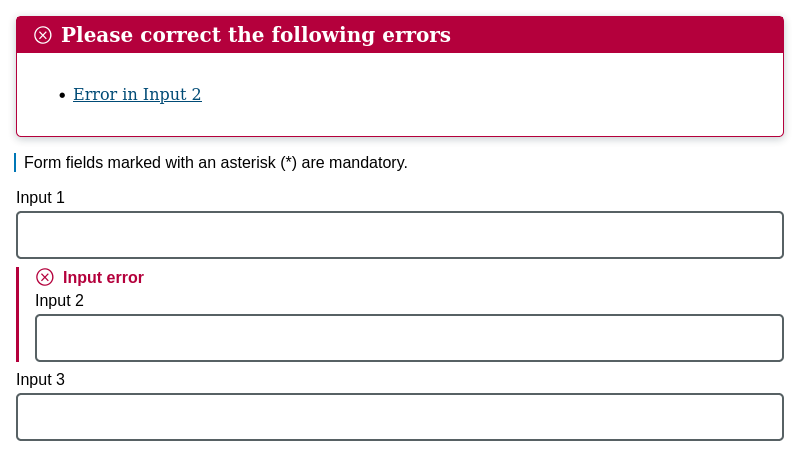 Please correct the following errors
Error in Input 2
Form fields marked with an asterisk (*) are mandatory.
Input 1
Input error
Input 2
Input 3